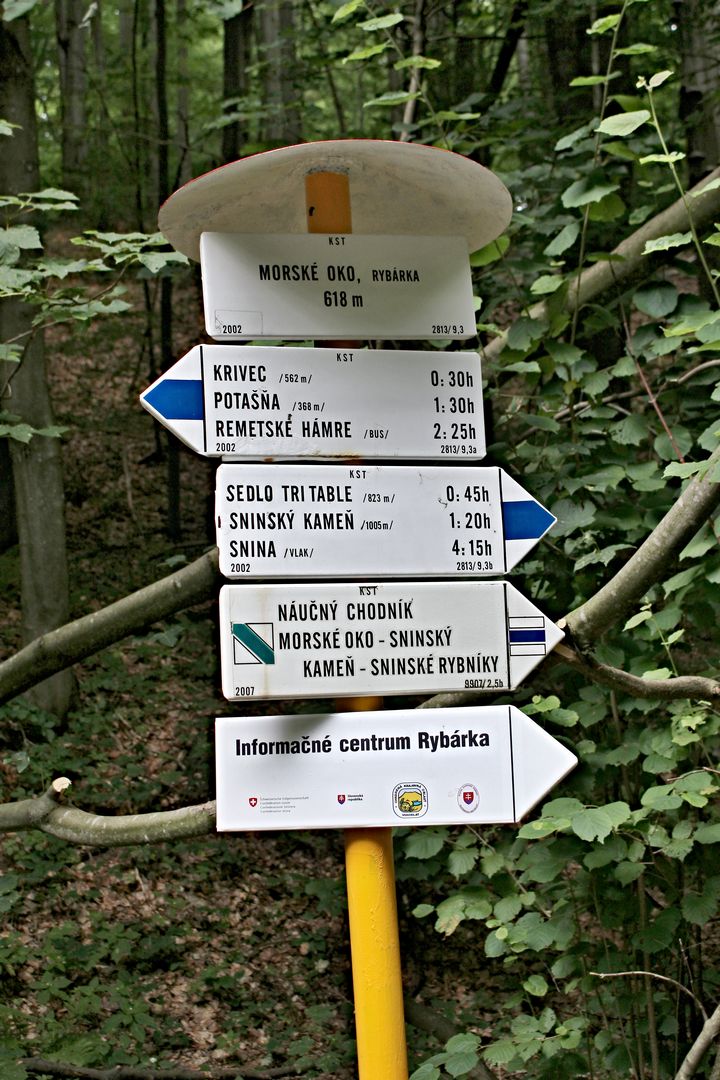 KST
MORSKÉ OKO, RYBÁRKA
618 m
2002 2813/9,3
KST
KRIVEC /562 m/ 0:30h
POTAŠŇA /368 m/ 1:30h
REMETSKÉ HÁMRE /BUS/ 2:25h
2002 2813/9,3a
KST
SEDLO TRI TABLE /823 m/ 0:45h
SNINSKÝ KAMEŇ /1005m/ 1:20h
SNINA /VLAK/ 4:15h
2002 2813/9,3b
KST
NÁUČNÝ CHODNÍK
MORSKÉ OKO - SNINSKÝ
KAMEŇ - SNINSKÉ RYBNÍKY
2007 9907/2,5b
Informačné centrum Rybárka
Slovenská
republika